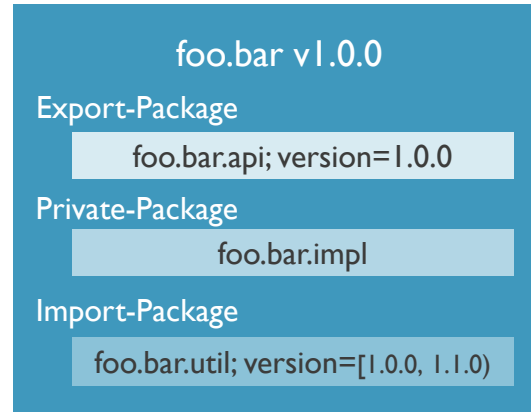 foo.bar v1.0.0
Export-Package
foo.bar.api; version=1.0.0
Private-Package
foo.bar.impl
Import-Package
foo.bar.util; version=[1.0.0, 1.1.0)